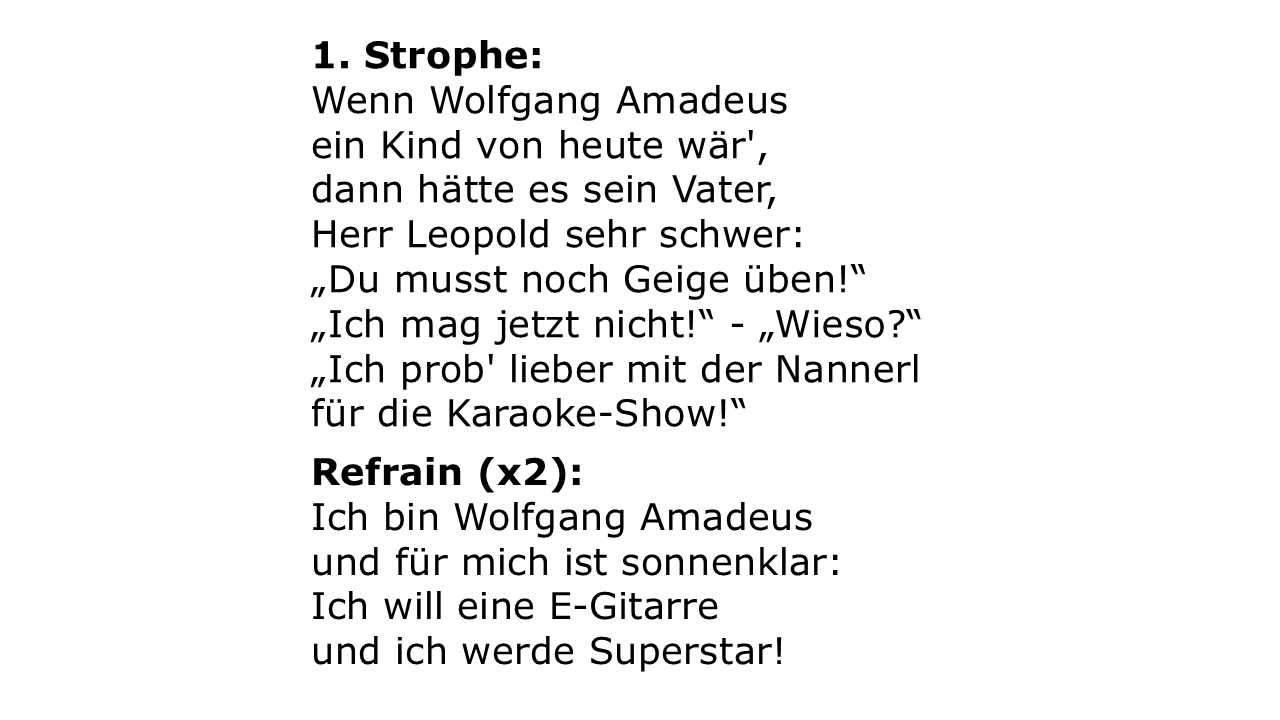 1. Strophe:
Wenn Wolfgang Amadeus
ein Kind von heute wär',
dann hätte es sein Vater,
Herr Leopold sehr schwer:
„Du musst noch Geige üben!“
„Ich mag jetzt nicht!“ - „Wieso?“
„Ich prob' lieber mit der Nannerl
für die Karaoke-Show!“
Refrain (x2):
Ich bin Wolfgang Amadeus
und für mich ist sonnenklar:
Ich will eine E-Gitarre
und ich werde Superstar!